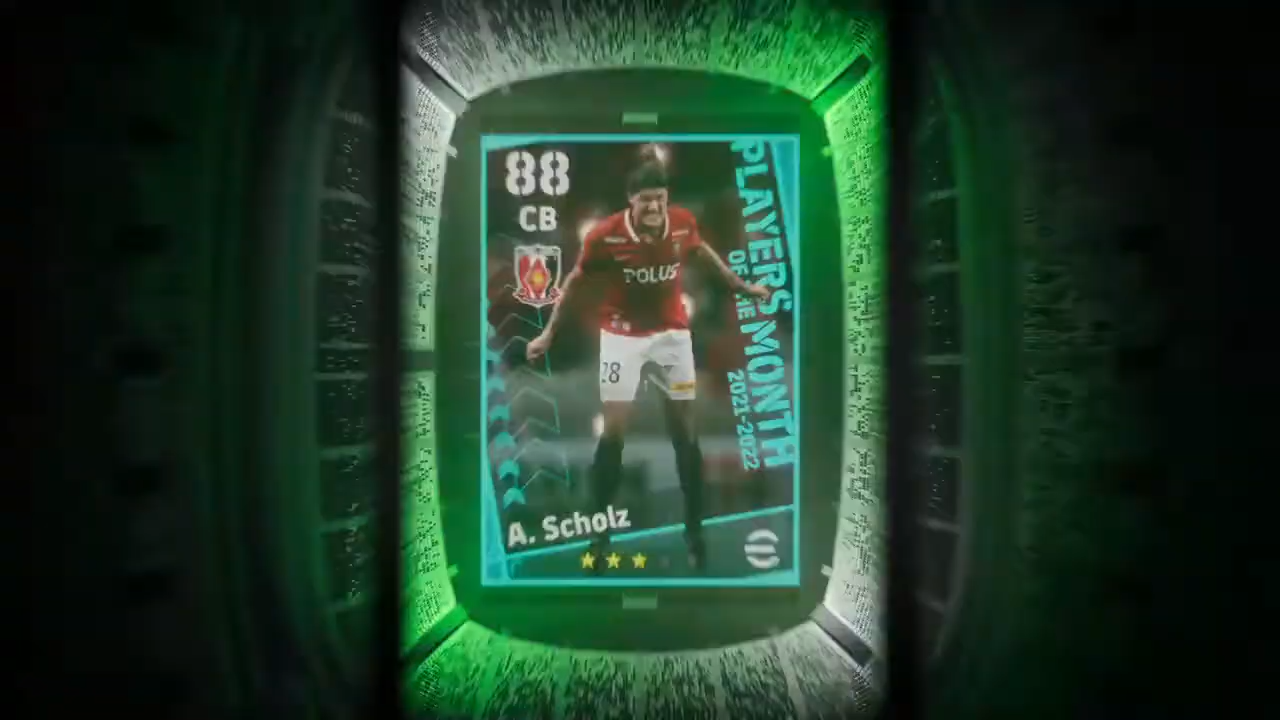 88
CB
POLUS
28
PLAYERS
OF THE
MONTH
2021-2022
A. Scholz